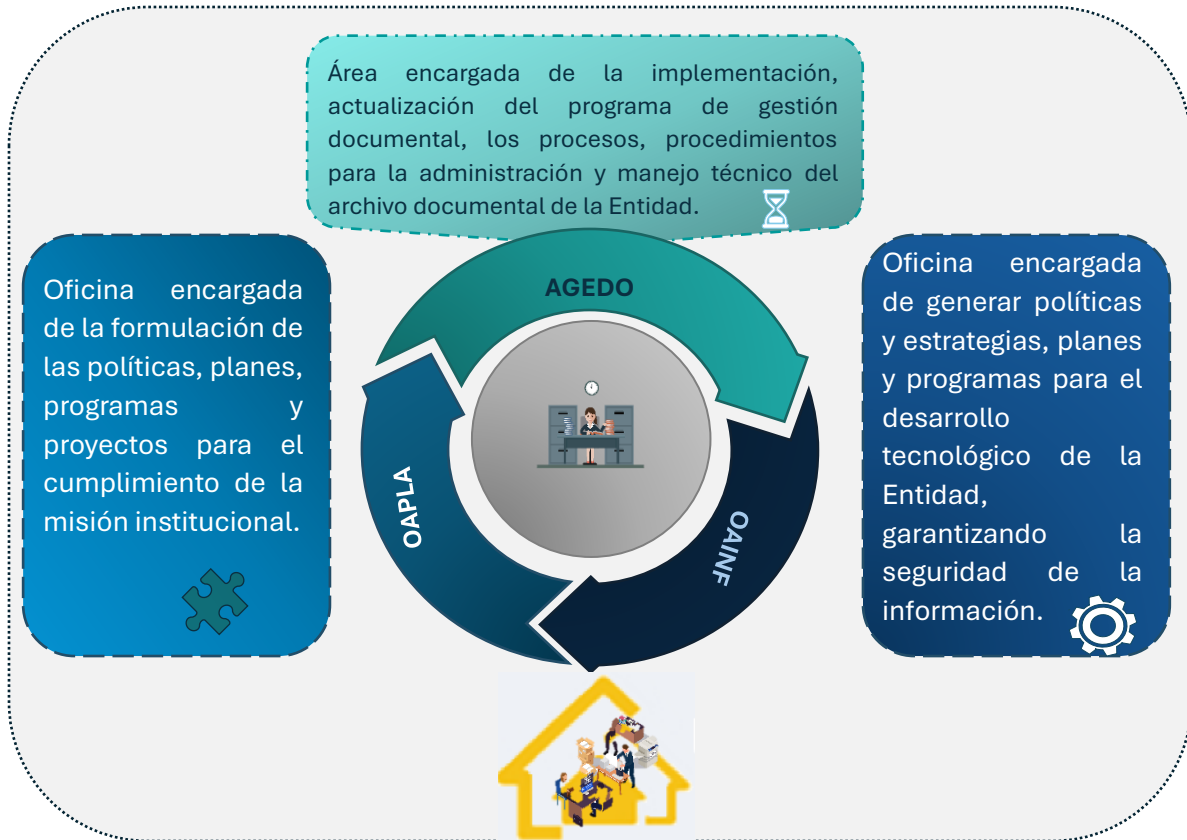 Área encargada de la implementación,
actualización del programa de gestión
documental, los procesos, procedimientos
para la administración y manejo técnico del
archivo documental de la Entidad.
Oficina encargada
de la formulación de
las políticas, planes,
programas y
proyectos para el
cumplimiento de la
misión institucional.
AGEDO
OAPLA
OAINF
Oficina encargada
de generar políticas
y estrategias, planes
y programas para el
desarrollo
tecnológico de la
Entidad,
garantizando la
seguridad de la
información.